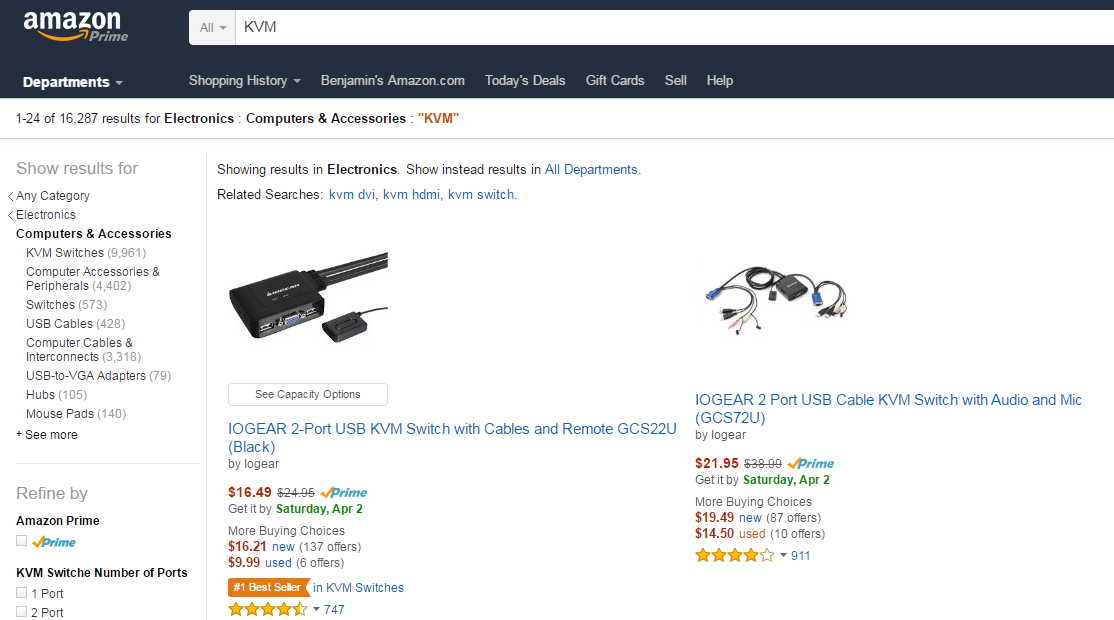 amazon
Prime
All
KVM
Departments
Shopping History
Benjamin's Amazon.com
Today's Deals
Gift Cards
Sell
Help
1-24 of 16,287 results for Electronics : Computers & Accessories : "KVM"
Show results for
Any Category
Electronics
Computers & Accessories
KVM Switches (9,961)
Computer Accessories &
Peripherals (4,402)
Switches (573)
USB Cables (428)
Computer Cables &
Interconnects (3,318)
USB-to-VGA Adapters (79)
Hubs (105)
Mouse Pads (140)
+ See more
Refine by
Amazon Prime
Prime
KVM Switche Number of Ports
1 Port
2 Port
Showing results in Electronics. Show instead results in All Departments.
Related Searches: kvm dvi, kvm hdmi, kvm switch.
IOGEAR
See Capacity Options
IOGEAR 2-Port USB KVM Switch with Cables and Remote GCS22U
(Black)
by Iogear
$16.49 $24.95 Prime
Get it by Saturday, Apr 2
More Buying Choices
$16.21 new (137 offers)
$9.99 used (6 offers)
#1 Best Seller in KVM Switches
747
IOGEAR 2 Port USB Cable KVM Switch with Audio and Mic
(GCS72U)
by Iogear
$21.95 $38.99 Prime
Get it by Saturday, Apr 2
More Buying Choices
$19.49 new (87 offers)
$14.50 used (10 offers)
911